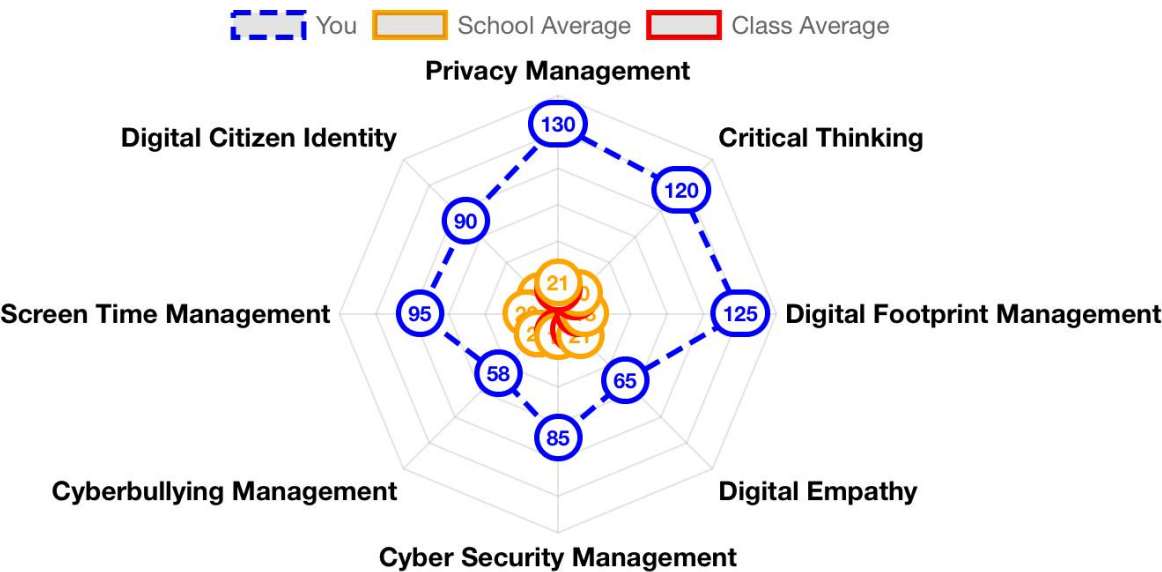 You School Average Class Average
Privacy Management
Digital Citizen Identity
Critical Thinking
130
120
90
21
Screen Time Management
95
125
Digital Footprint Management
21
58
65
85
Cyberbullying Management
Digital Empathy
Cyber Security Management